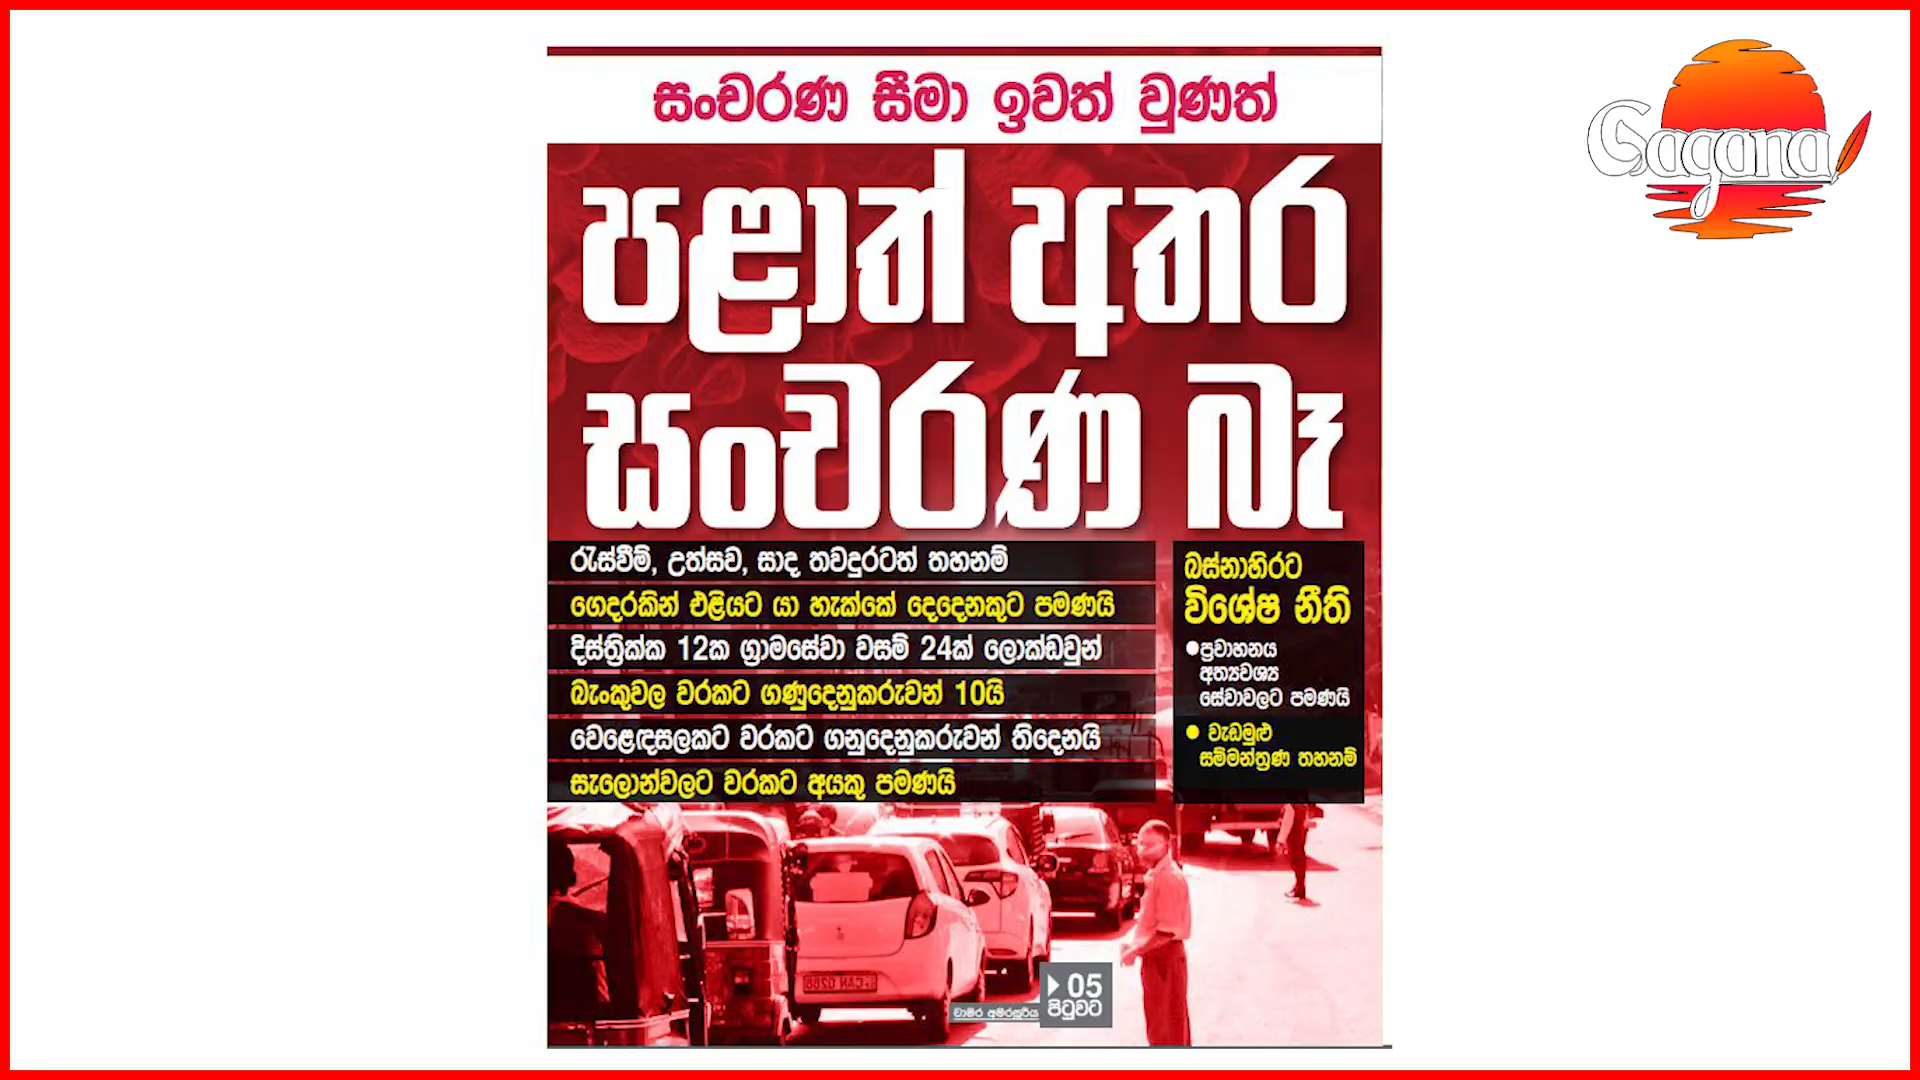 සංචරණ සීමා ඉවත් වුණත්
Gagana
පළාත් අතර
සංචරණ බෑ
රැස්වීම්, උත්සව, සාද තවදුරටත් තහනම්
ගෙදරකින් එළියට යා හැක්කේ දෙදෙනකුට පමණයි
දිස්ත්‍රික්ක 12ක ග්‍රාමසේවා වසම් 24ක් ලොක්ඩවුන්
බැංකුවල වරකට ගණුදෙනුකරුවන් 10යි
වෙළෙඳසලකට වරකට ගනුදෙනුකරුවන් තිදෙනයි
සැලොන්වලට වරකට අයකු පමණයි
බස්නාහිරට
විශේෂ නීති
●ප්‍රවාහනය
අත්‍යවශ්‍ය
සේවාවලට පමණයි
● වැඩමුළු
සම්මන්ත්‍රණ තහනම්
05
පිටුවට
චාමර අමරසූරිය